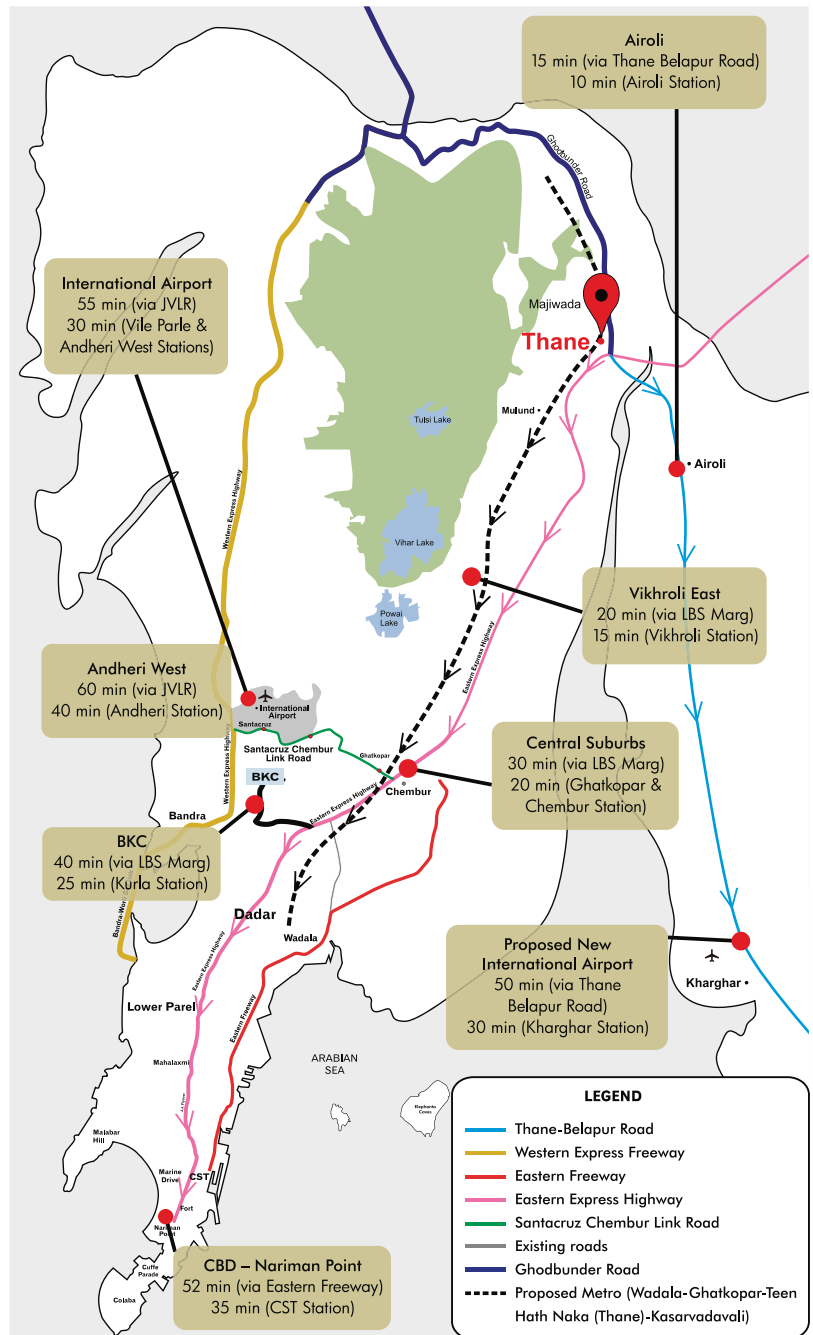 Airoli
15 min (via Thane Belapur Road)
10 min (Airoli Station)
Ghodbunder Road
International Airport
55 min (via JVLR)
30 min (Vile Parle &
Andheri West Stations)
Majiwada
Thane
Mulund
Tulsi Lake
Airoli
Western Express Highway
Vihar Lake
Vikhroli East
20 min (via LBS Marg)
15 min (Vikhroli Station)
Powai
Lake
Eastern Express Highway
Andheri West
60 min (via JVLR)
40 min (Andheri Station)
International
Airport
Santacruz
Santacruz Chembur
Link Road
Ghatkopar
Western Express Highway
Central Suburbs
30 min (via LBS Marg)
20 min (Ghatkopar &
Chembur Station)
BKC
Chembur
Eastern Express Highway
Bandra
BKC
40 min (via LBS Marg)
25 min (Kurla Station)
Dadar
Wadala
Eastern Express Highway
Proposed New
International Airport
50 min (via Thane
Belapur Road)
30 min (Kharghar Station)
Kharghar
Lower Parel
Eastern Freeway
Mahalaxmi
ARABIAN
SEA
Elephanta
Caves
Malabar
Hill
Marine
Drive
CST
Fort
Nariman
Point
Cuffe
Parade
Colaba
CBD – Nariman Point
52 min (via Eastern Freeway)
35 min (CST Station)
LEGEND
Thane-Belapur Road
Western Express Freeway
Eastern Freeway
Eastern Express Highway
Santacruz Chembur Link Road
Existing roads
Ghodbunder Road
Proposed Metro (Wadala-Ghatkopar-Teen
Hath Naka (Thane)-Kasarvadavali)